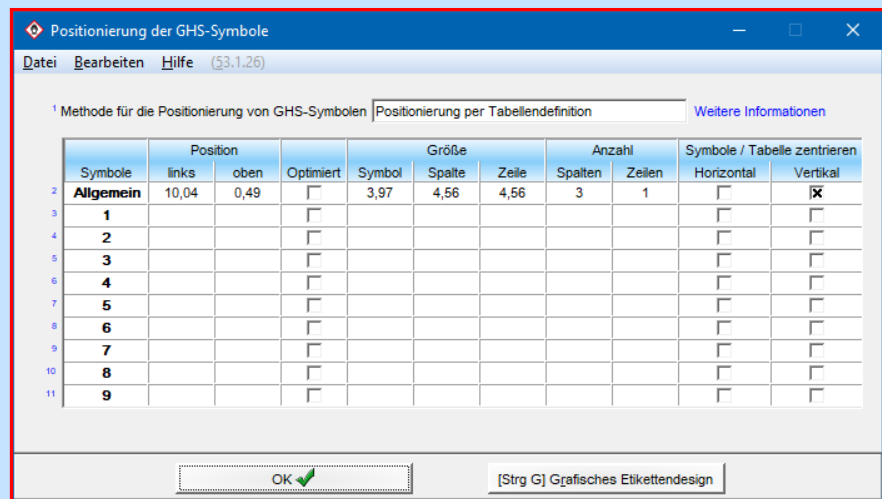 Positionierung der GHS-Symbole
Datei Bearbeiten Hilfe (53.1.26)
1 Methode für die Positionierung von GHS-Symbolen Positionierung per Tabellendefinition Weitere Informationen
Position Größe Anzahl Symbole / Tabelle zentrieren
Symbole links oben Optimiert Symbol Spalte Zeile Spalten Zeilen Horizontal Vertikal
2 Allgemein 10,04 0,49 3,97 4,56 4,56 3 1
3 1
4 2
5 3
6 4
7 5
8 6
9 7
10 8
11 9
OK [Strg G] Grafisches Etikettendesign